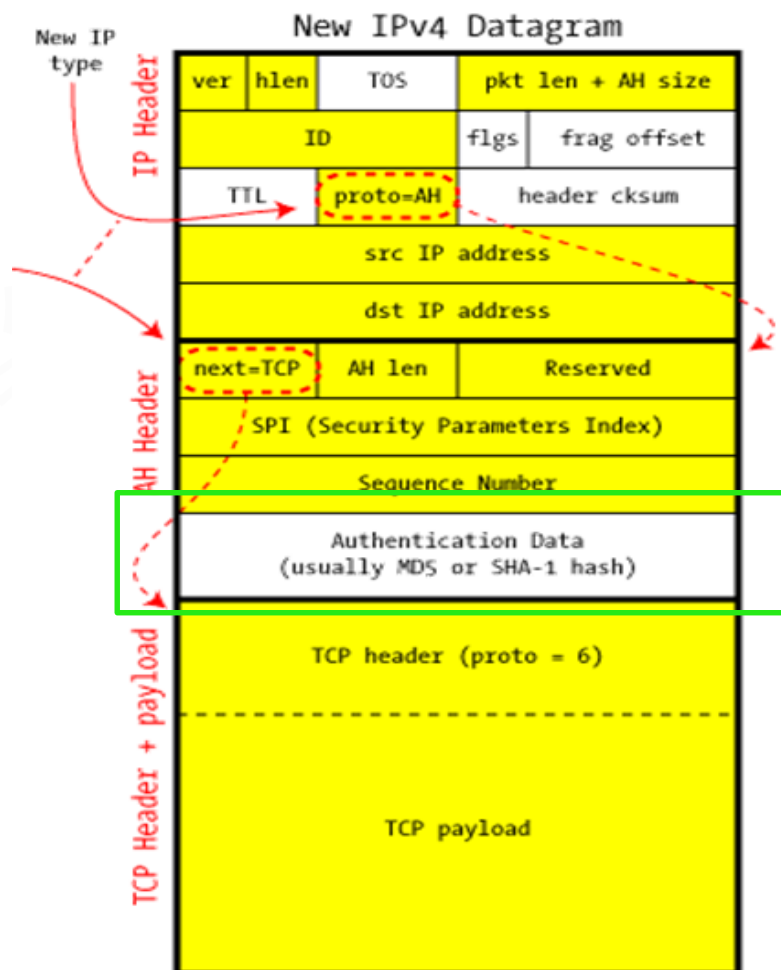 New IPv4 Datagram
New IP
type
IP Header
ver hlen TOS pkt len + AH size
ID flgs frag offset
TTL proto=AH header cksum
src IP address
dst IP address
AH Header
next=TCP AH len Reserved
SPI (Security Parameters Index)
Sequence Number
Authentication Data
(usually MD5 or SHA-1 hash)
TCP Header + payload
TCP header (proto = 6)
TCP payload